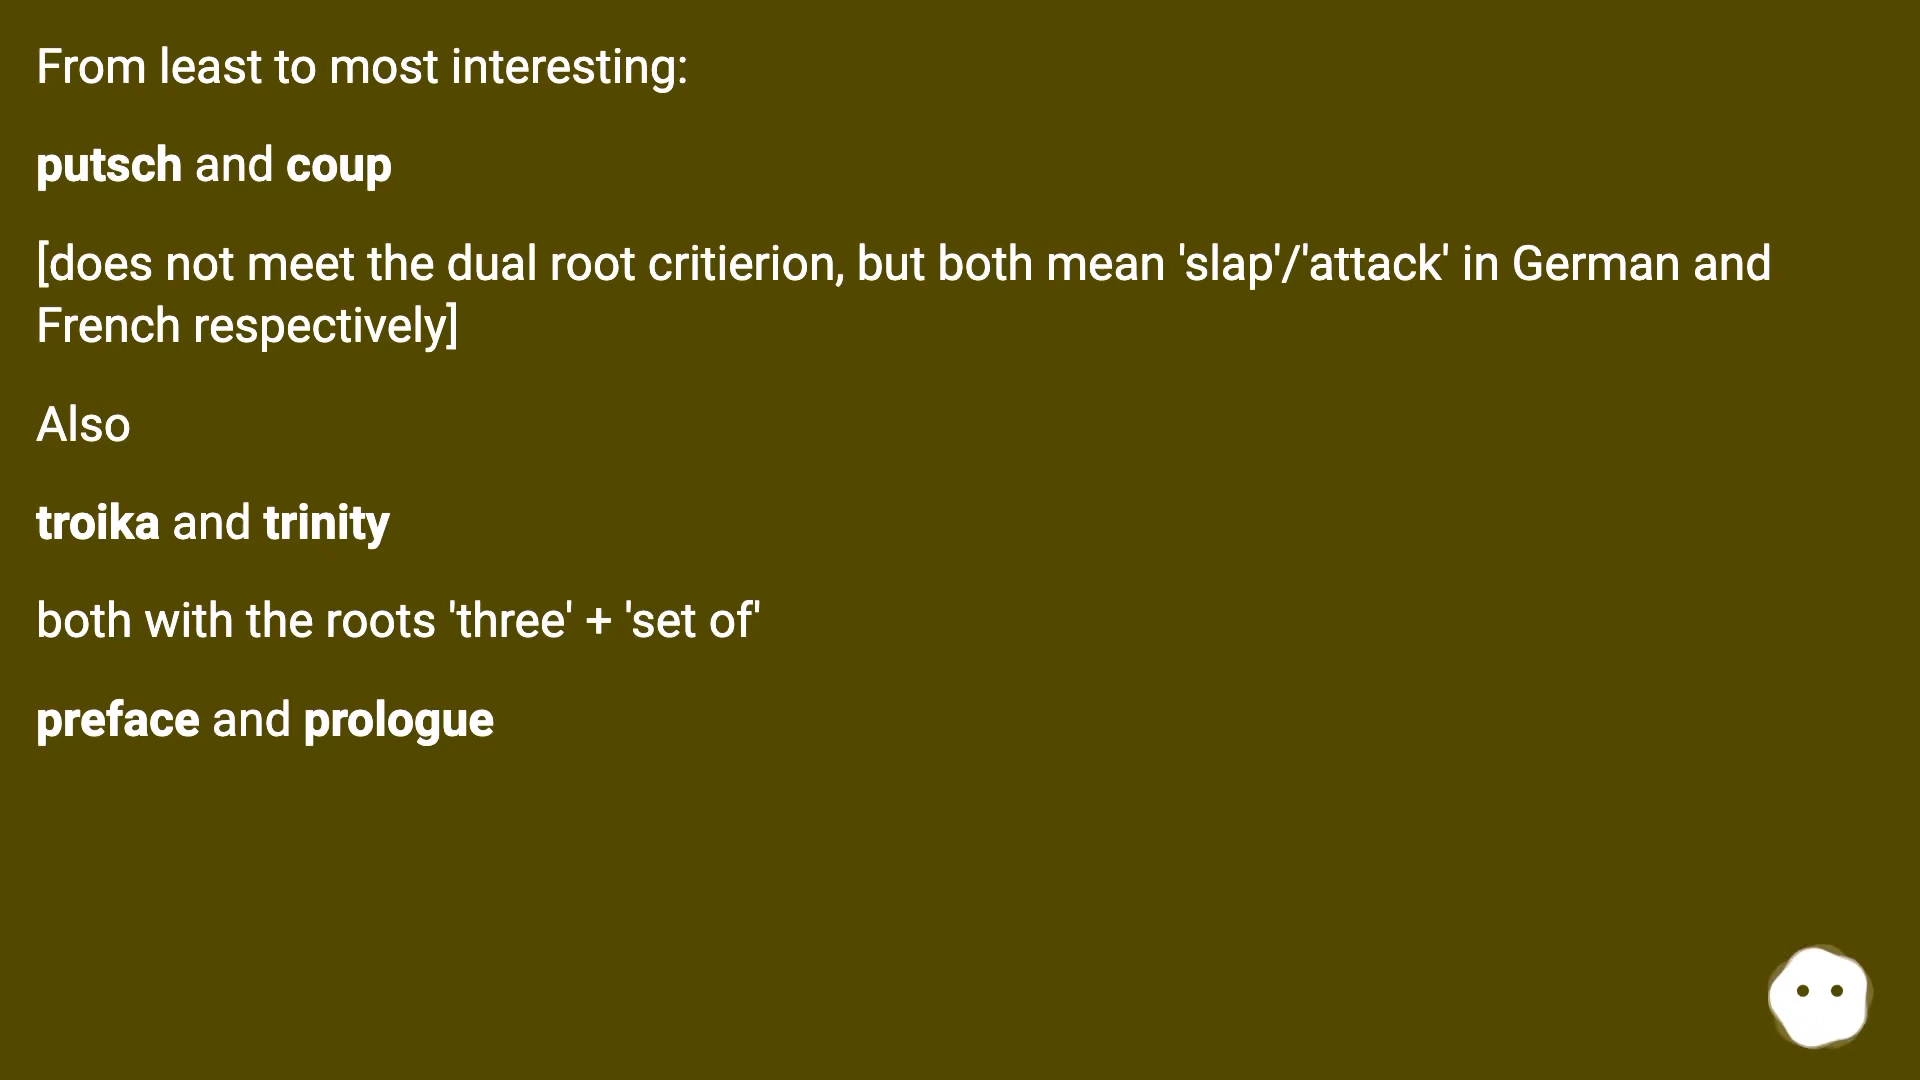 From least to most interesting:
putsch and coup
[does not meet the dual root critierion, but both mean 'slap'/'attack' in German and
French respectively]
Also
troika and trinity
both with the roots 'three' + 'set of'
preface and prologue